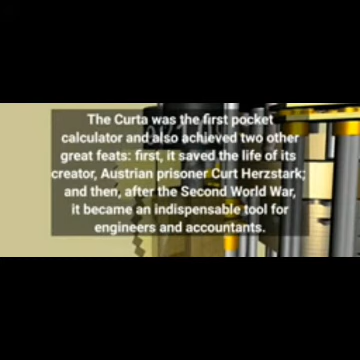 The Curta was the first pocket
calculator and also achieved two other
great feats: first, it saved the life of its
creator, Austrian prisoner Curt Herzstark;
and then, after the Second World War,
it became an indispensable tool for
engineers and accountants.